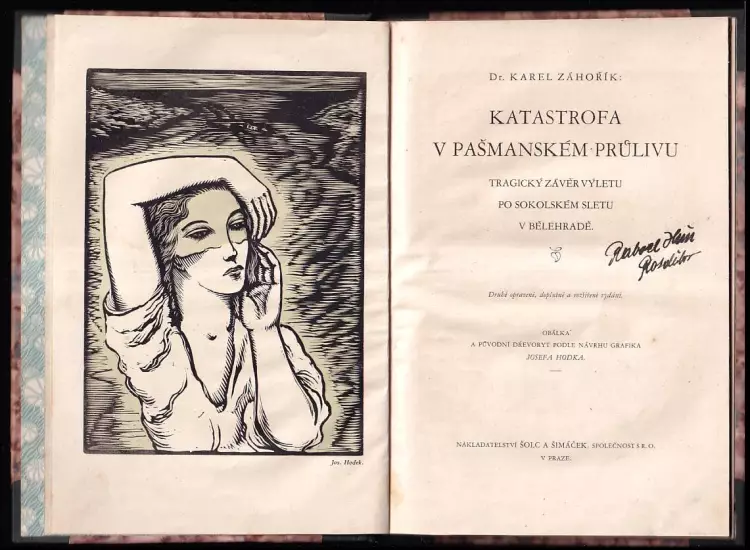 Jos. Hodek.
Dr. KAREL ZÁHOŘÍK:
KATASTROFA
V PAŠMANSKÉM PRŮLIVU
TRAGICKÝ ZÁVĚR VÝLETU
PO SOKOLSKÉM SLETU
V BĚLEHRADĚ.
Druhé opravené, doplněné a rozšířené vydání.
OBÁLKA
A PŮVODNÍ DŘEVORYT PODLE NÁVRHU GRAFIKA
JOSEFA HODKA.
NAKLADATELSTVÍ ŠOLC A ŠIMÁČEK, SPOLEČNOST S R. O.
V PRAZE.